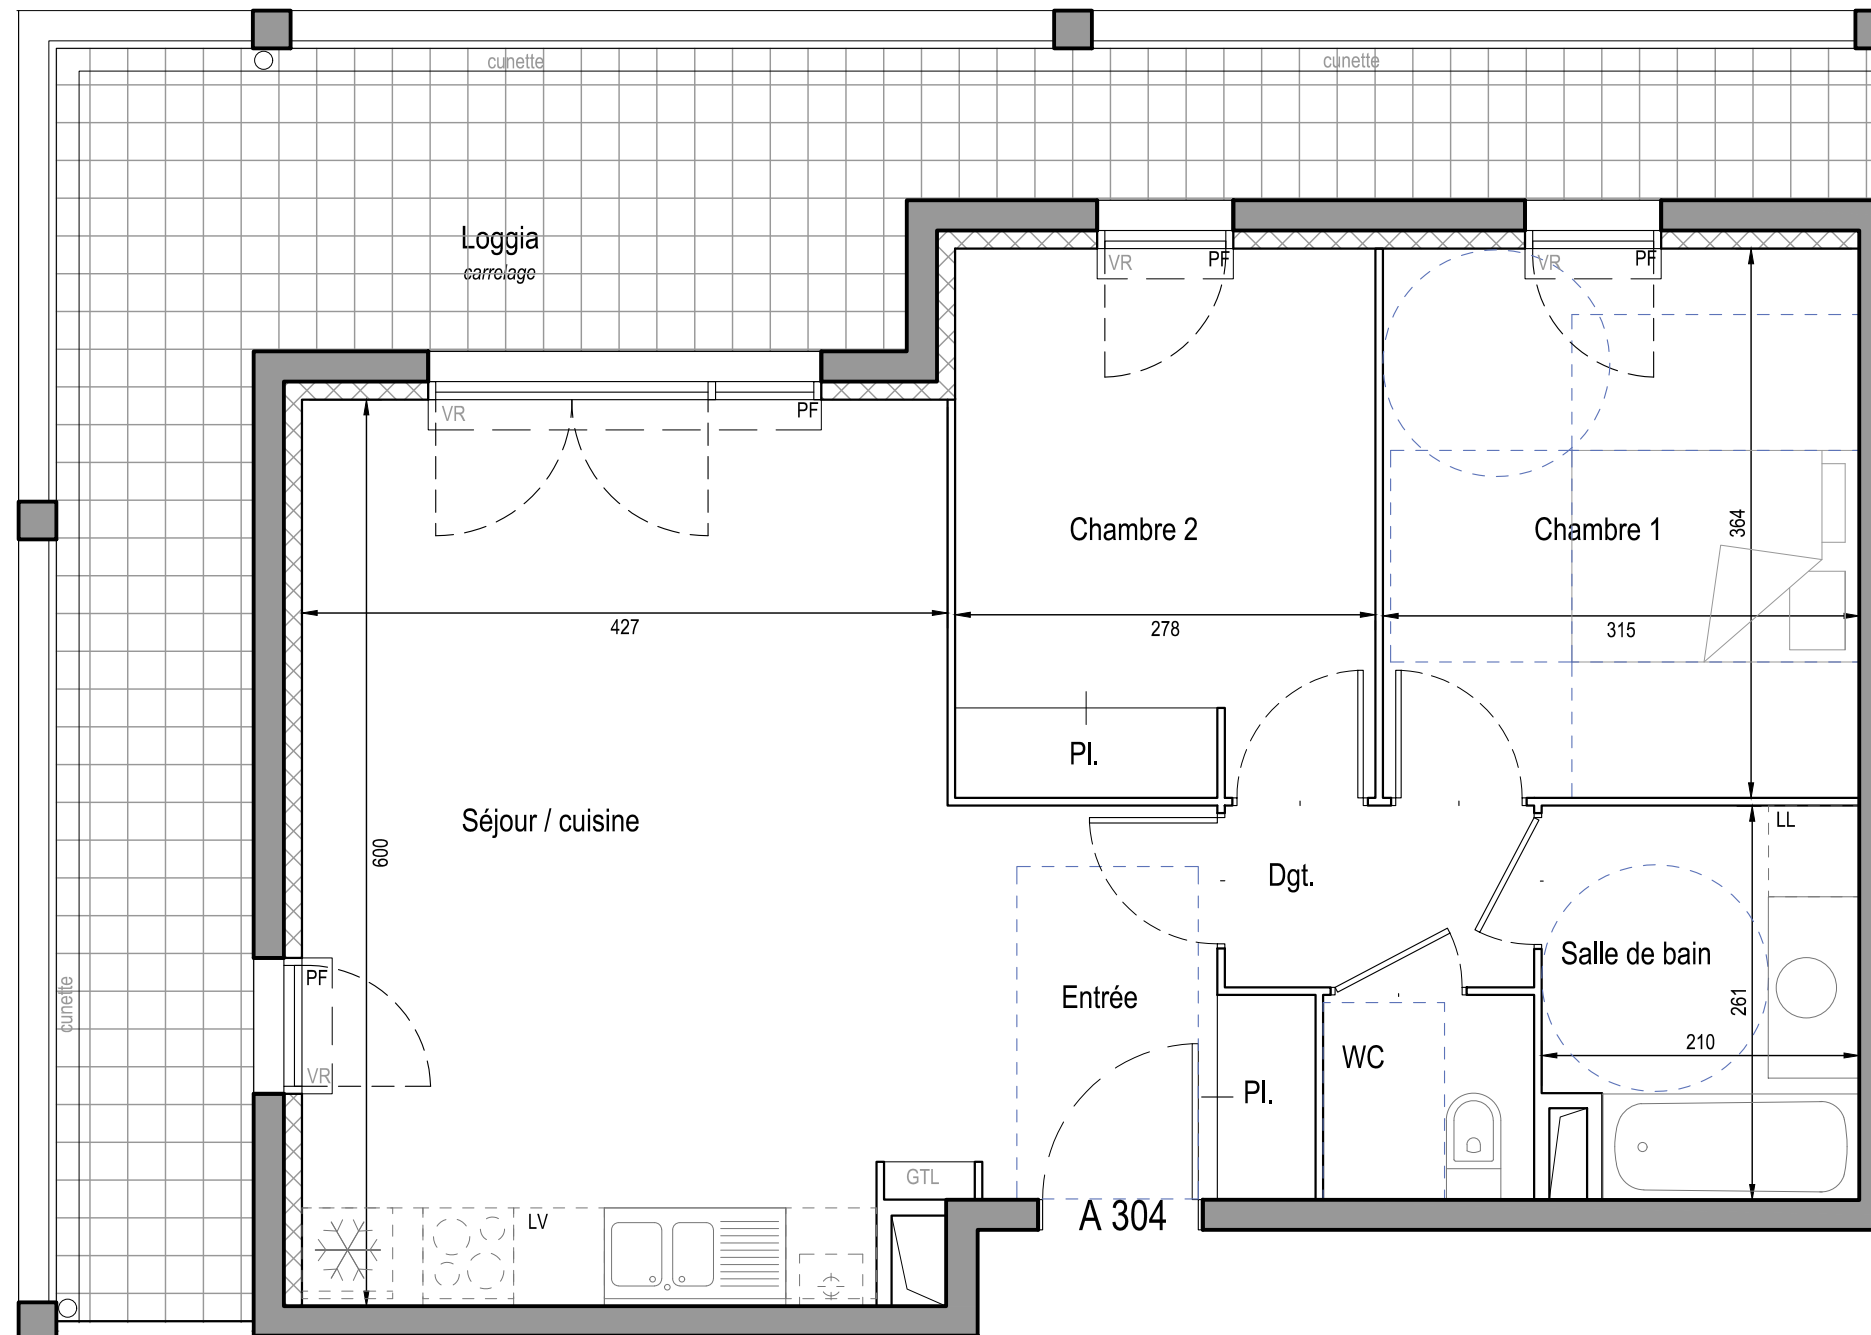 cunette
cunette
Loggia
carrelage
VR
PF
VR
PF
VR
PF
Chambre 2
Chambre 1
364
427
278
315
Pl.
Séjour / cuisine
600
LL
Dgt.
Salle de bain
PF
cunette
Entrée
261
210
WC
VR
Pl.
GTL
LV
A 304